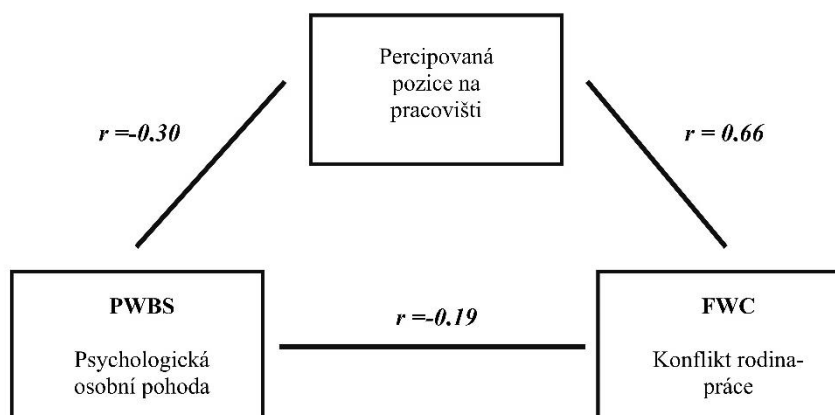 Percipovaná
pozice na
pracovišti
r =-0.30
r = 0.66
PWBS
Psychologická
osobní pohoda
r =-0.19
FWC
Konflikt rodina-
práce